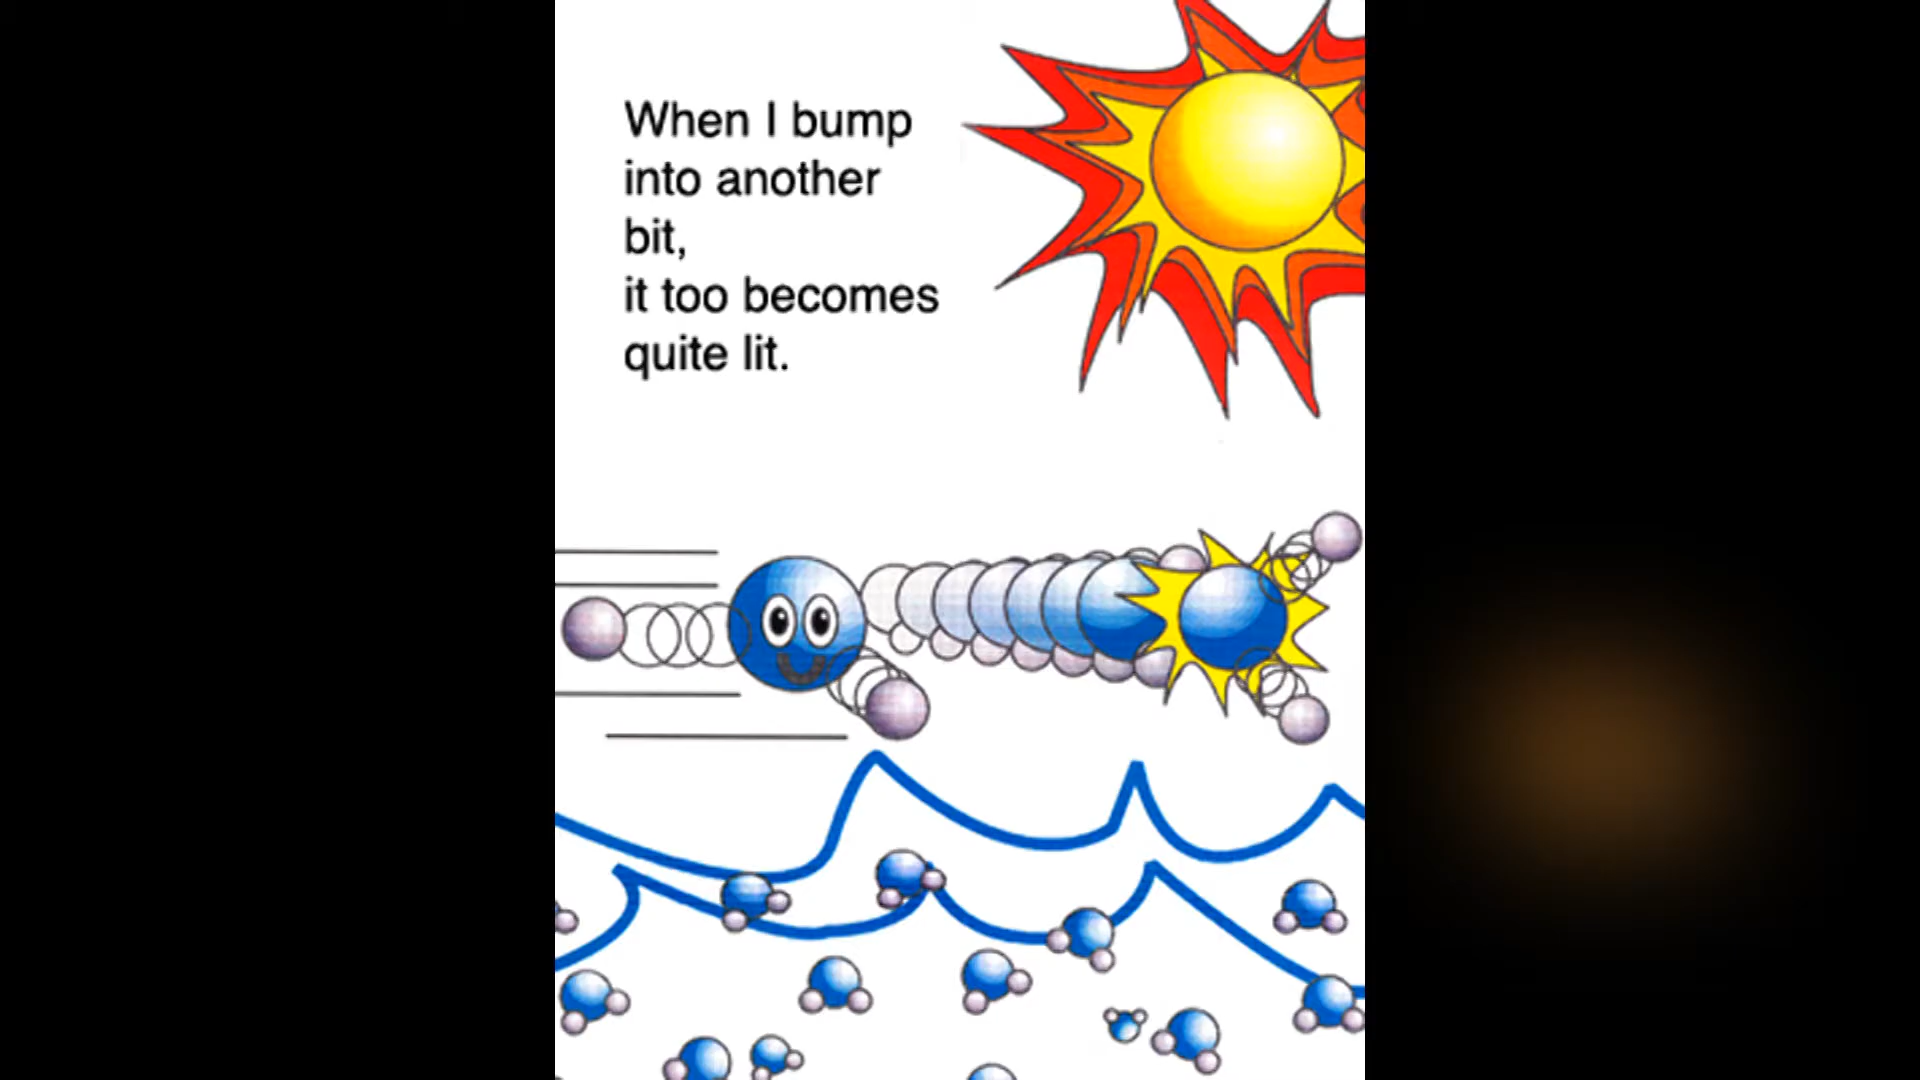 When I bump
into another
bit,
it too becomes
quite lit.